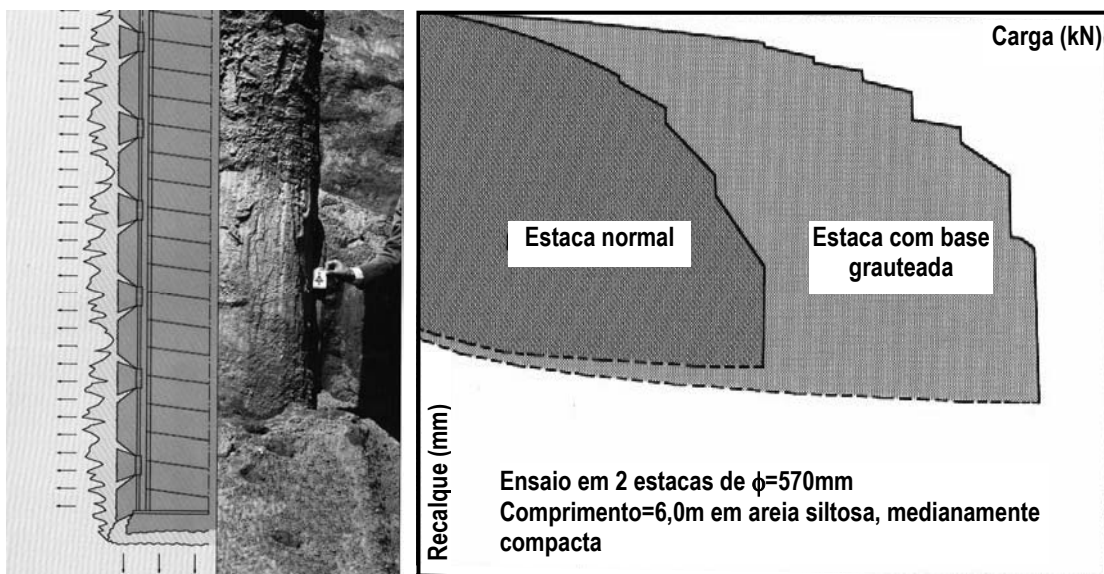 Carga (kN)
Estaca normal
Estaca com base
grauteada
Recalque (mm)
Ensaio em 2 estacas de ϕ=570mm
Comprimento=6,0m em areia siltosa, medianamente
compacta